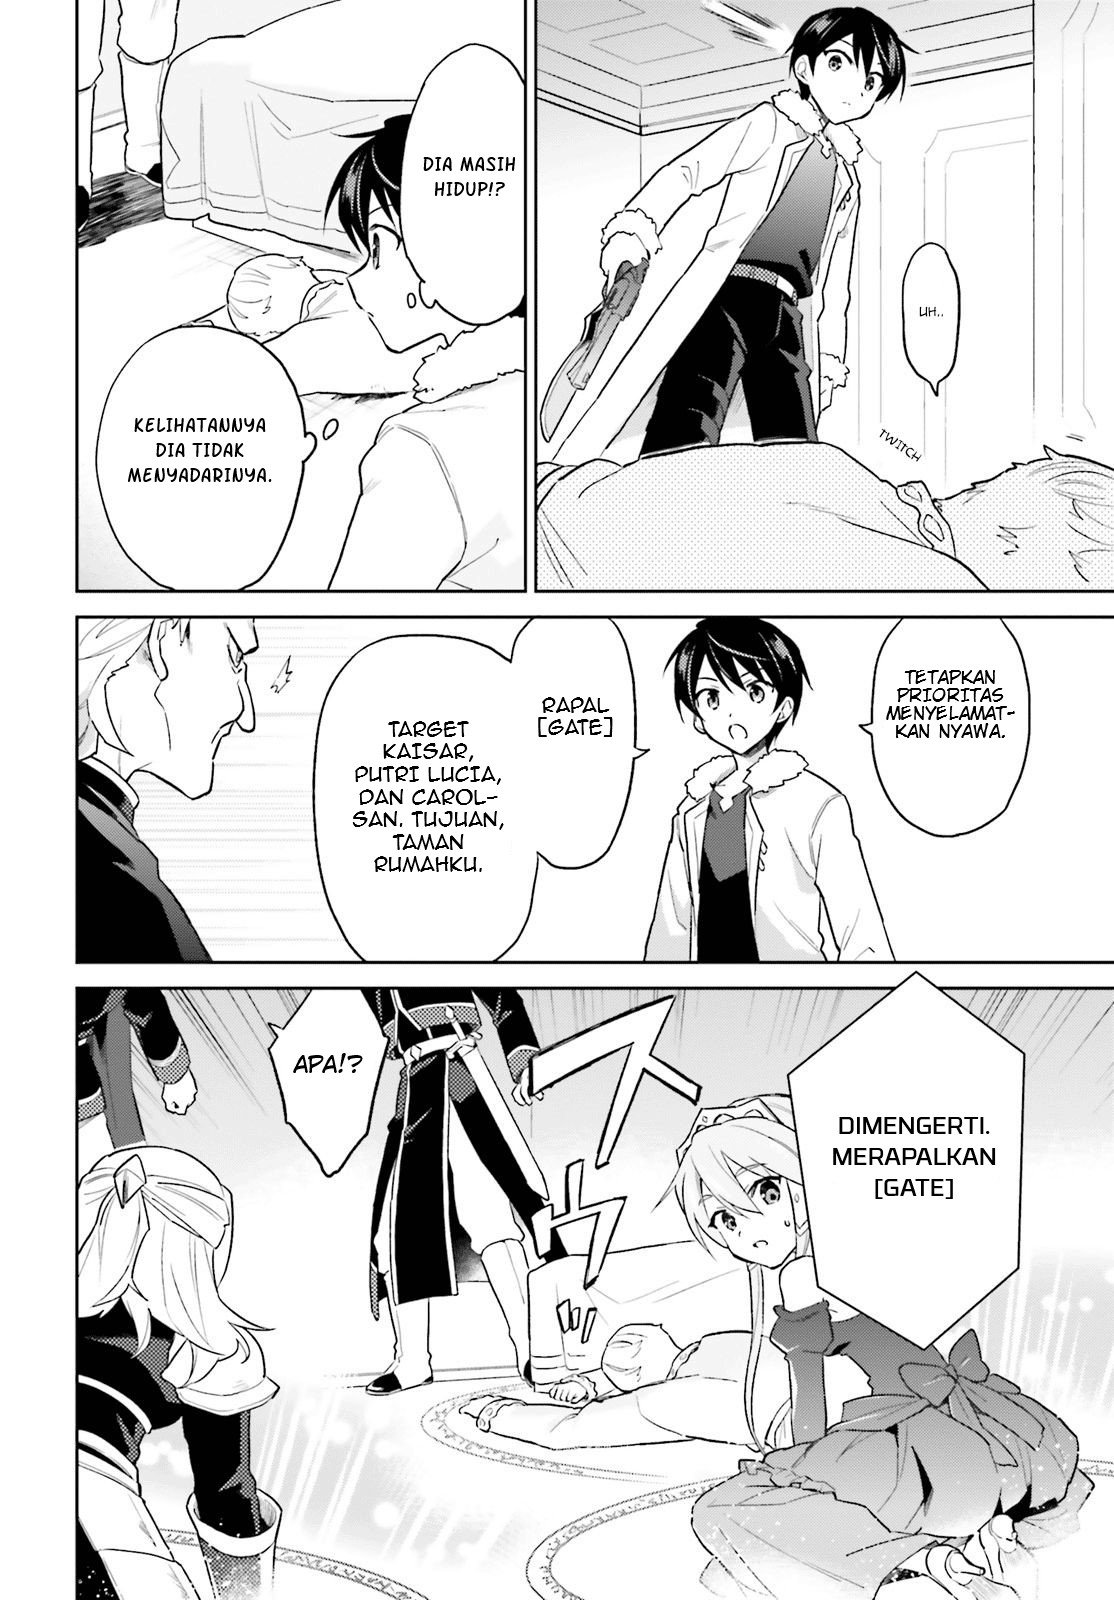 UH..
TWITCH
DIA MASIH
HIDUP!?
KELIHATANNYA
DIA TIDAK
MENYADARINYA.
TETAPKAN
PRIORITAS
MENYELAMAT-
KAN NYAWA.
RAPAL
[GATE]
TARGET
KAISAR,
PUTRI LUCIA,
DAN CAROL-
SAN. TUJUAN,
TAMAN
RUMAHKU.
DIMENGERTI.
MERAPALKAN
[GATE]
APA!?